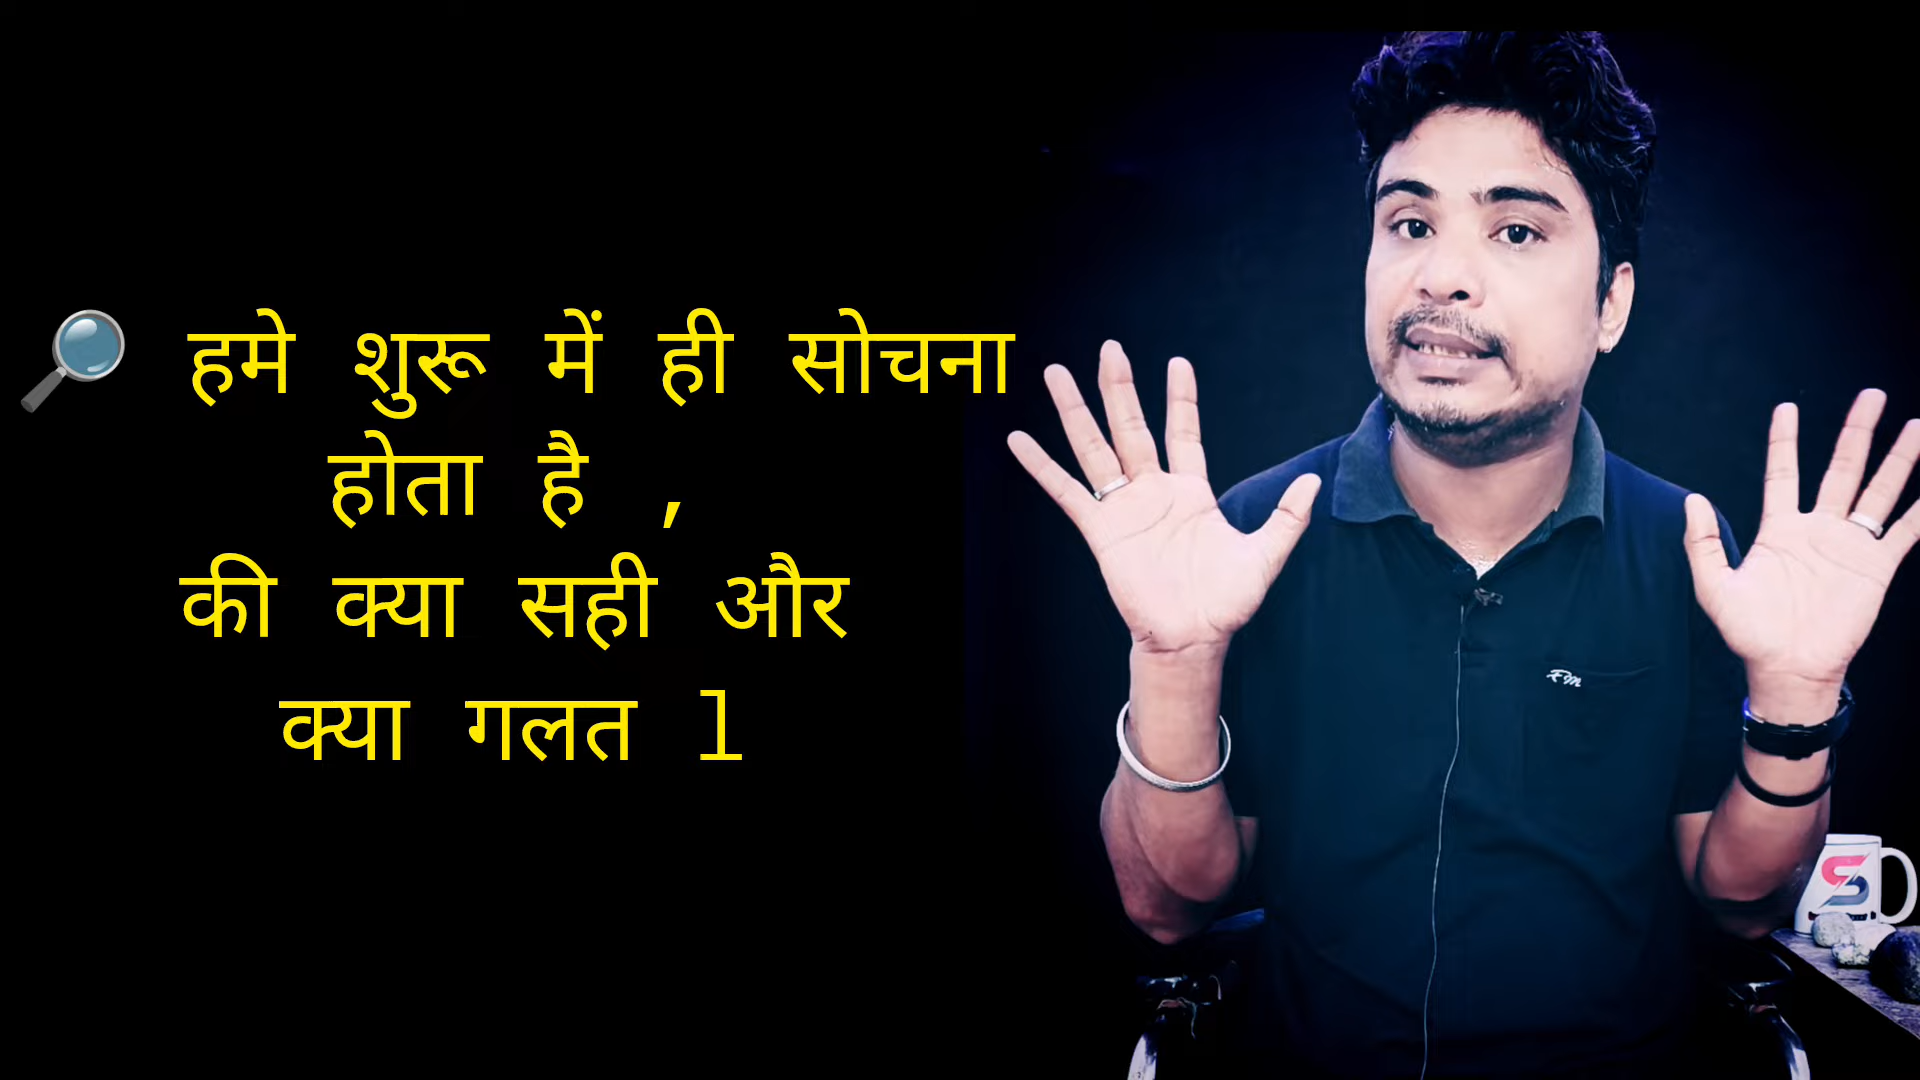 🔎 हमे शुरू में ही सोचना
होता है ,
की क्या सही और
क्या गलत l